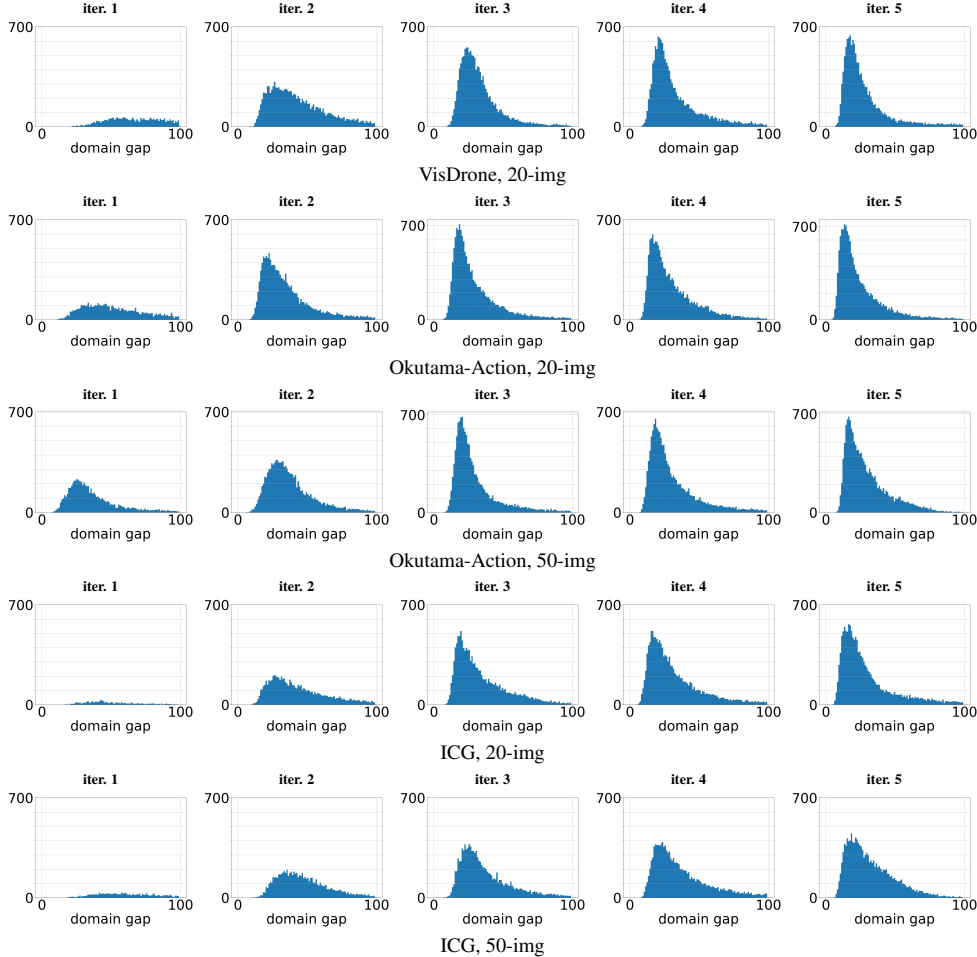 iter. 1 iter. 2 iter. 3 iter. 4 iter. 5
700 700 700 700 700
0 0 0 0 0
0 100 0 100 0 100 0 100 0 100
domain gap domain gap domain gap domain gap domain gap
VisDrone, 20-img
iter. 1 iter. 2 iter. 3 iter. 4 iter. 5
700 700 700 700 700
0 0 0 0 0
0 100 0 100 0 100 0 100 0 100
domain gap domain gap domain gap domain gap domain gap
Okutama-Action, 20-img
iter. 1 iter. 2 iter. 3 iter. 4 iter. 5
700 700 700 700 700
0 0 0 0 0
0 100 0 100 0 100 0 100 0 100
domain gap domain gap domain gap domain gap domain gap
Okutama-Action, 50-img
iter. 1 iter. 2 iter. 3 iter. 4 iter. 5
700 700 700 700 700
0 0 0 0 0
0 100 0 100 0 100 0 100 0 100
domain gap domain gap domain gap domain gap domain gap
ICG, 20-img
iter. 1 iter. 2 iter. 3 iter. 4 iter. 5
700 700 700 700 700
0 0 0 0 0
0 100 0 100 0 100 0 100 0 100
domain gap domain gap domain gap domain gap domain gap
ICG, 50-img